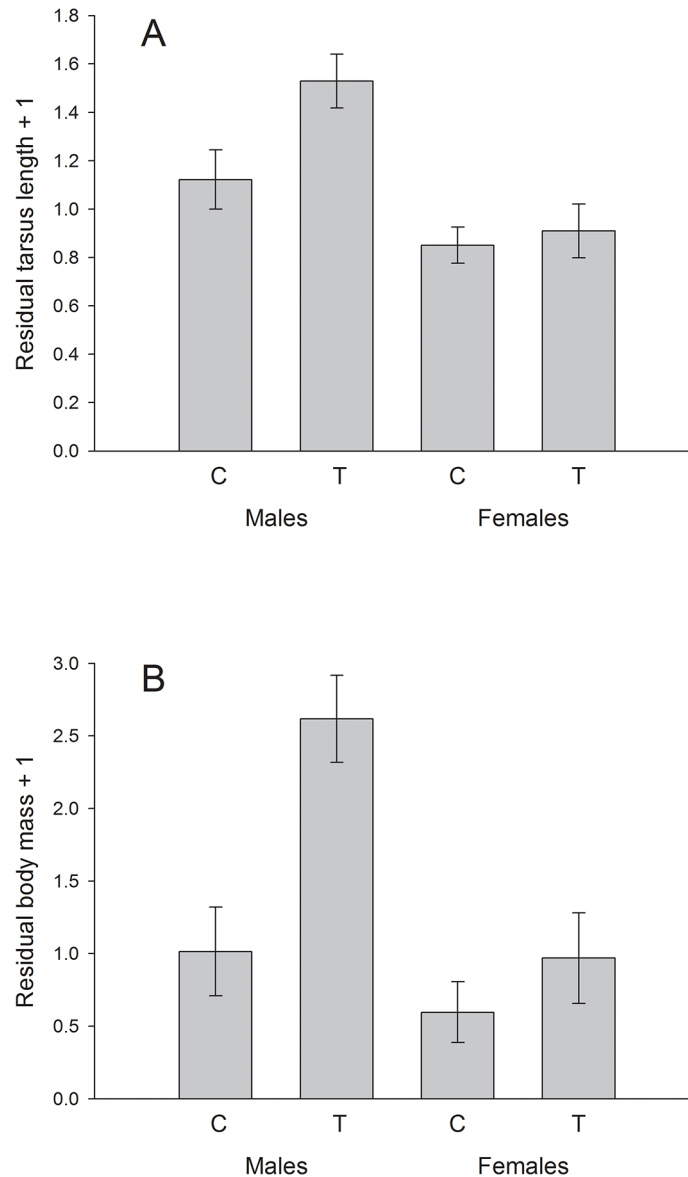 A
Residual tarsus length + 1
1.8
1.6
1.4
1.2
1.0
0.8
0.6
0.4
0.2
0.0
C T C T
Males Females
B
Residual body mass + 1
3.0
2.5
2.0
1.5
1.0
0.5
0.0
C T C T
Males Females